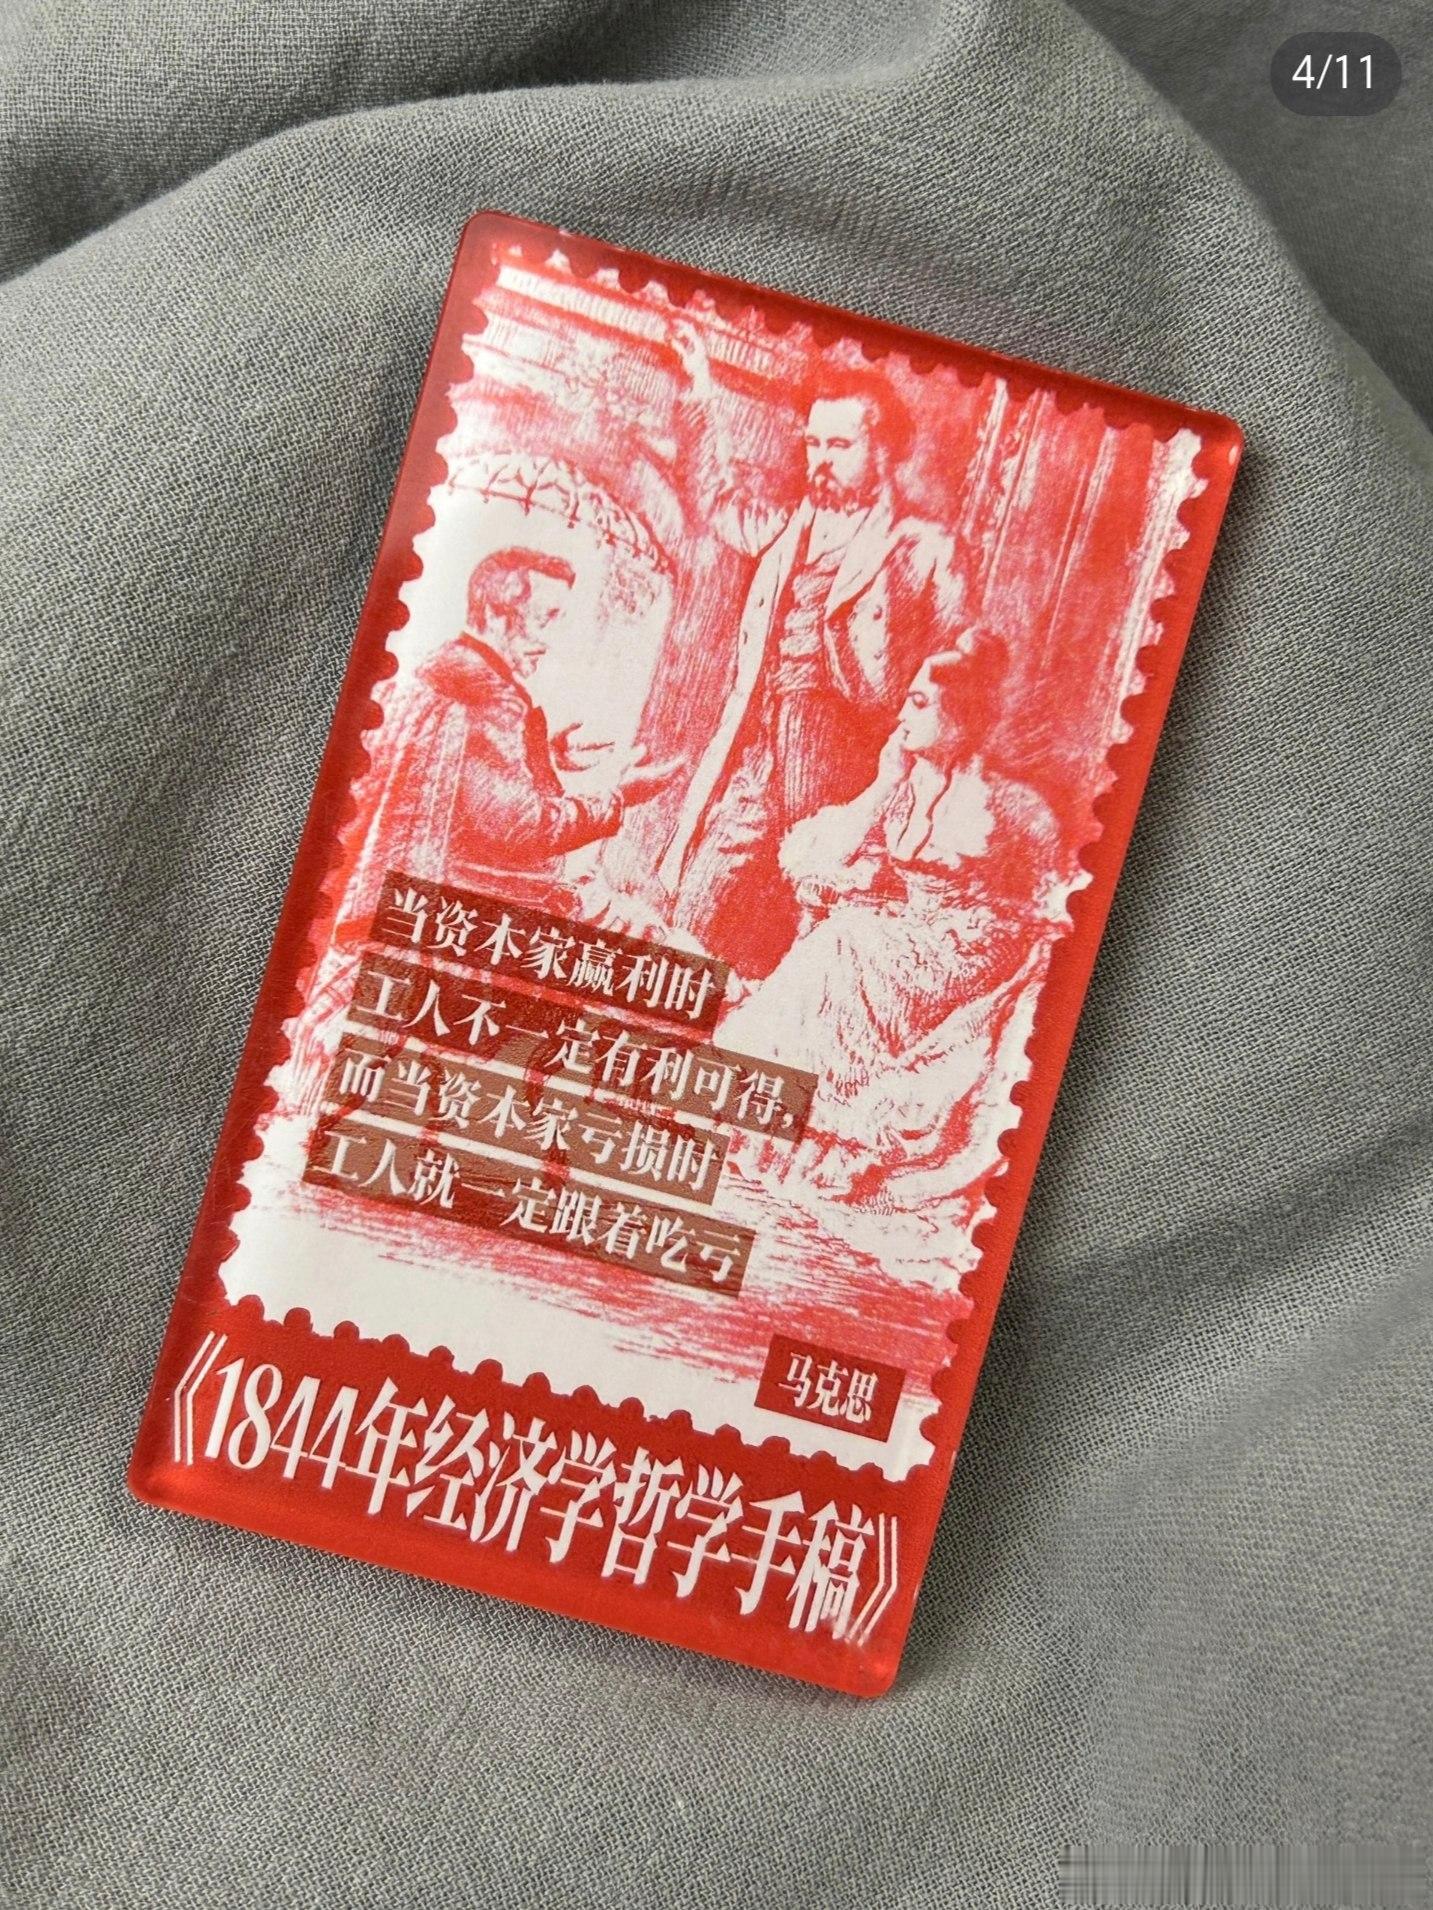 4/11
当资本家赢利时
工人不一定有利可得,
而当资本家亏损时
工人就一定跟着吃亏
马克思
《1844年经济学哲学手稿》